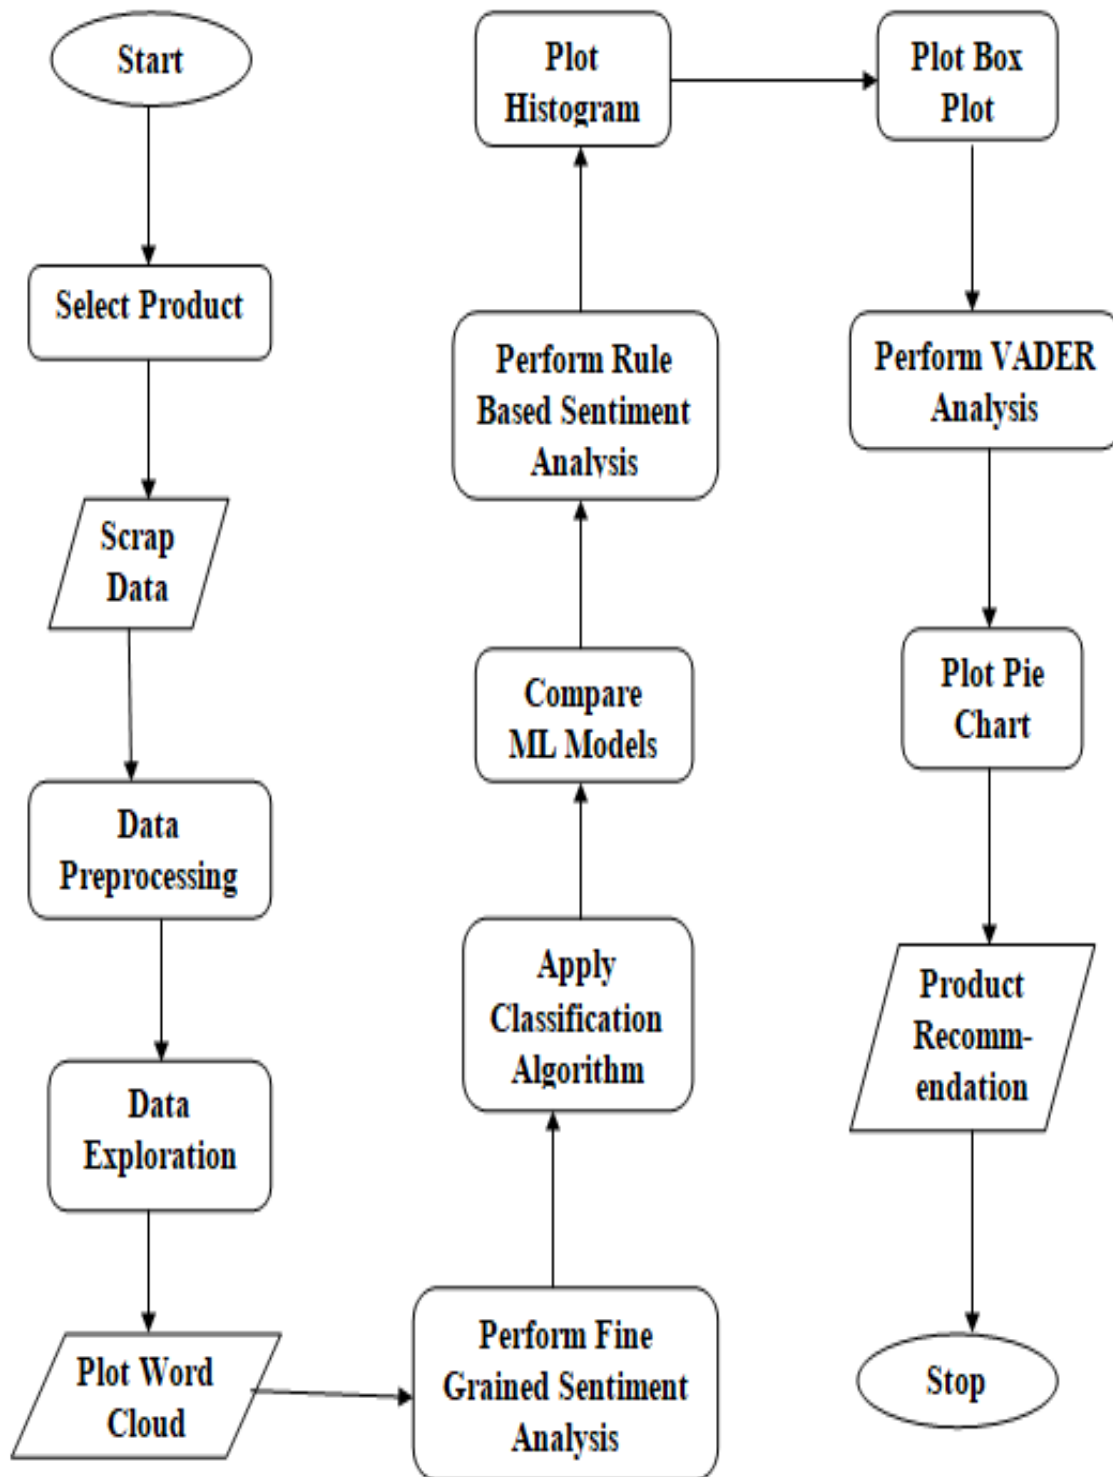 Start
Select Product
Scrap
Data
Data
Preprocessing
Data
Exploration
Plot Word
Cloud
Perform Fine
Grained Sentiment
Analysis
Apply
Classification
Algorithm
Compare
ML Models
Perform Rule
Based Sentiment
Analysis
Plot
Histogram
Plot Box
Plot
Perform VADER
Analysis
Plot Pie
Chart
Product
Recomm-
endation
Stop